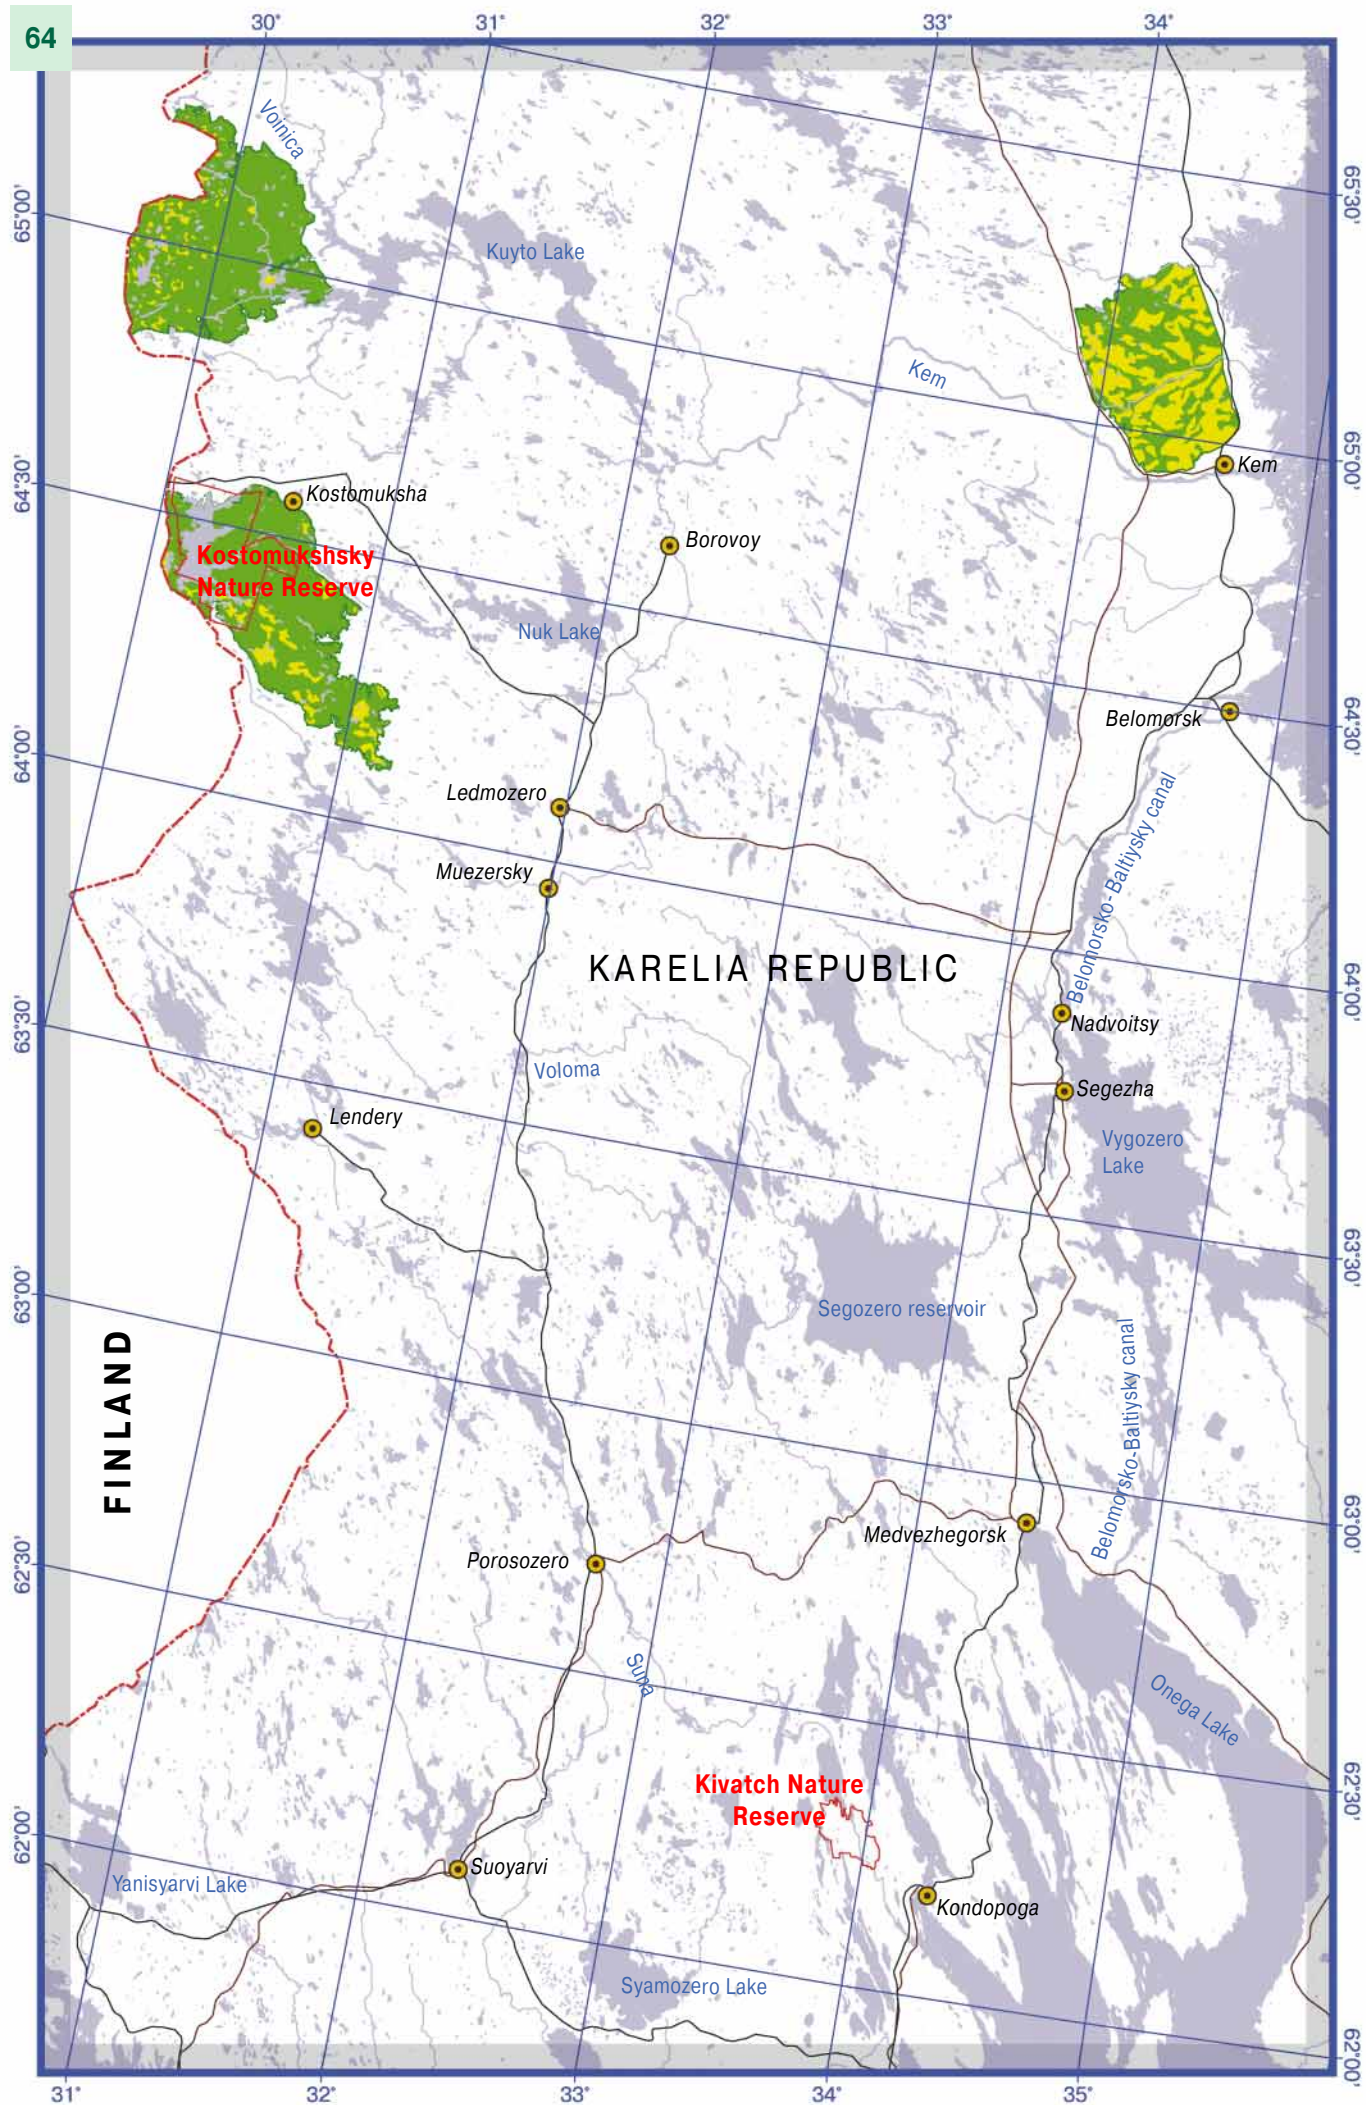 64
30°
31°
32°
33°
34°
Voinica
65°30'
65°00'
Kuyto Lake
Kem
65°00'
Kem
64°30'
Kostomuksha
Borovoy
Kostomukshsky
Nature Reserve
Nuk Lake
Belomorsk
64°30'
64°00'
Ledmozero
Belomorsko-Baltiysky canal
Muezersky
KARELIA REPUBLIC
64°00'
63°30'
Nadvoitsy
Voloma
Segezha
Lendery
Vygozero
Lake
63°30'
63°00'
Segozero reservoir
FINLAND
Belomorsko-Baltiysky canal
63°00'
Medvezhegorsk
62°30'
Porosozero
Suna
Onega Lake
Kivatch Nature
Reserve
62°30'
62°00'
Suoyarvi
Yanisyarvi Lake
Kondopoga
Syamozero Lake
62°00'
31°
32°
33°
34°
35°